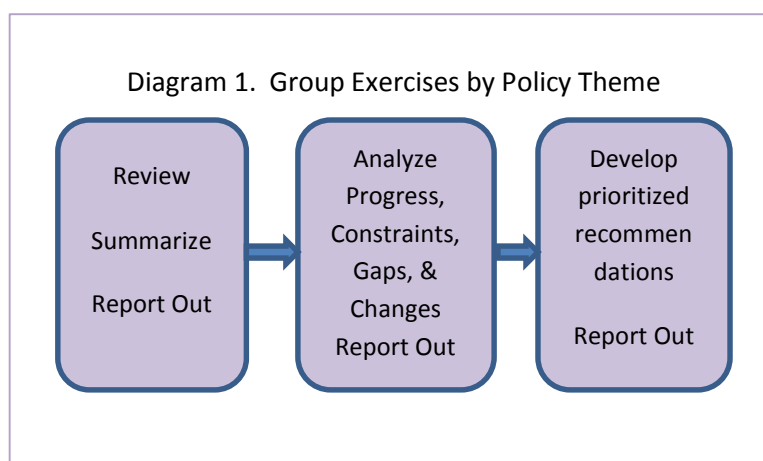 Diagram 1. Group Exercises by Policy Theme
Review
Summarize
Report Out
Analyze
Progress,
Constraints,
Gaps, &
Changes
Report Out
Develop
prioritized
recommen
dations
Report Out